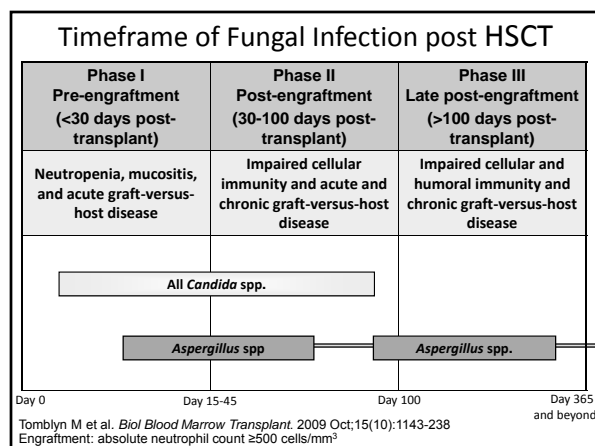 Timeframe of Fungal Infection post HSCT
Phase I
Pre-engraftment
(<30 days post-
transplant)
Phase II
Post-engraftment
(30-100 days post-
transplant)
Phase III
Late post-engraftment
(>100 days post-
transplant)
Neutropenia, mucositis,
and acute graft-versus-
host disease
Impaired cellular
immunity and acute and
chronic graft-versus-host
disease
Impaired cellular and
humoral immunity and
chronic graft-versus-host
disease
All Candida spp.
Aspergillus spp
Aspergillus spp.
Day 0
Day 15-45
Day 100
Day 365
and beyond
Tomblyn M et al. Biol Blood Marrow Transplant. 2009 Oct;15(10):1143-238
Engraftment: absolute neutrophil count ≥500 cells/mm³